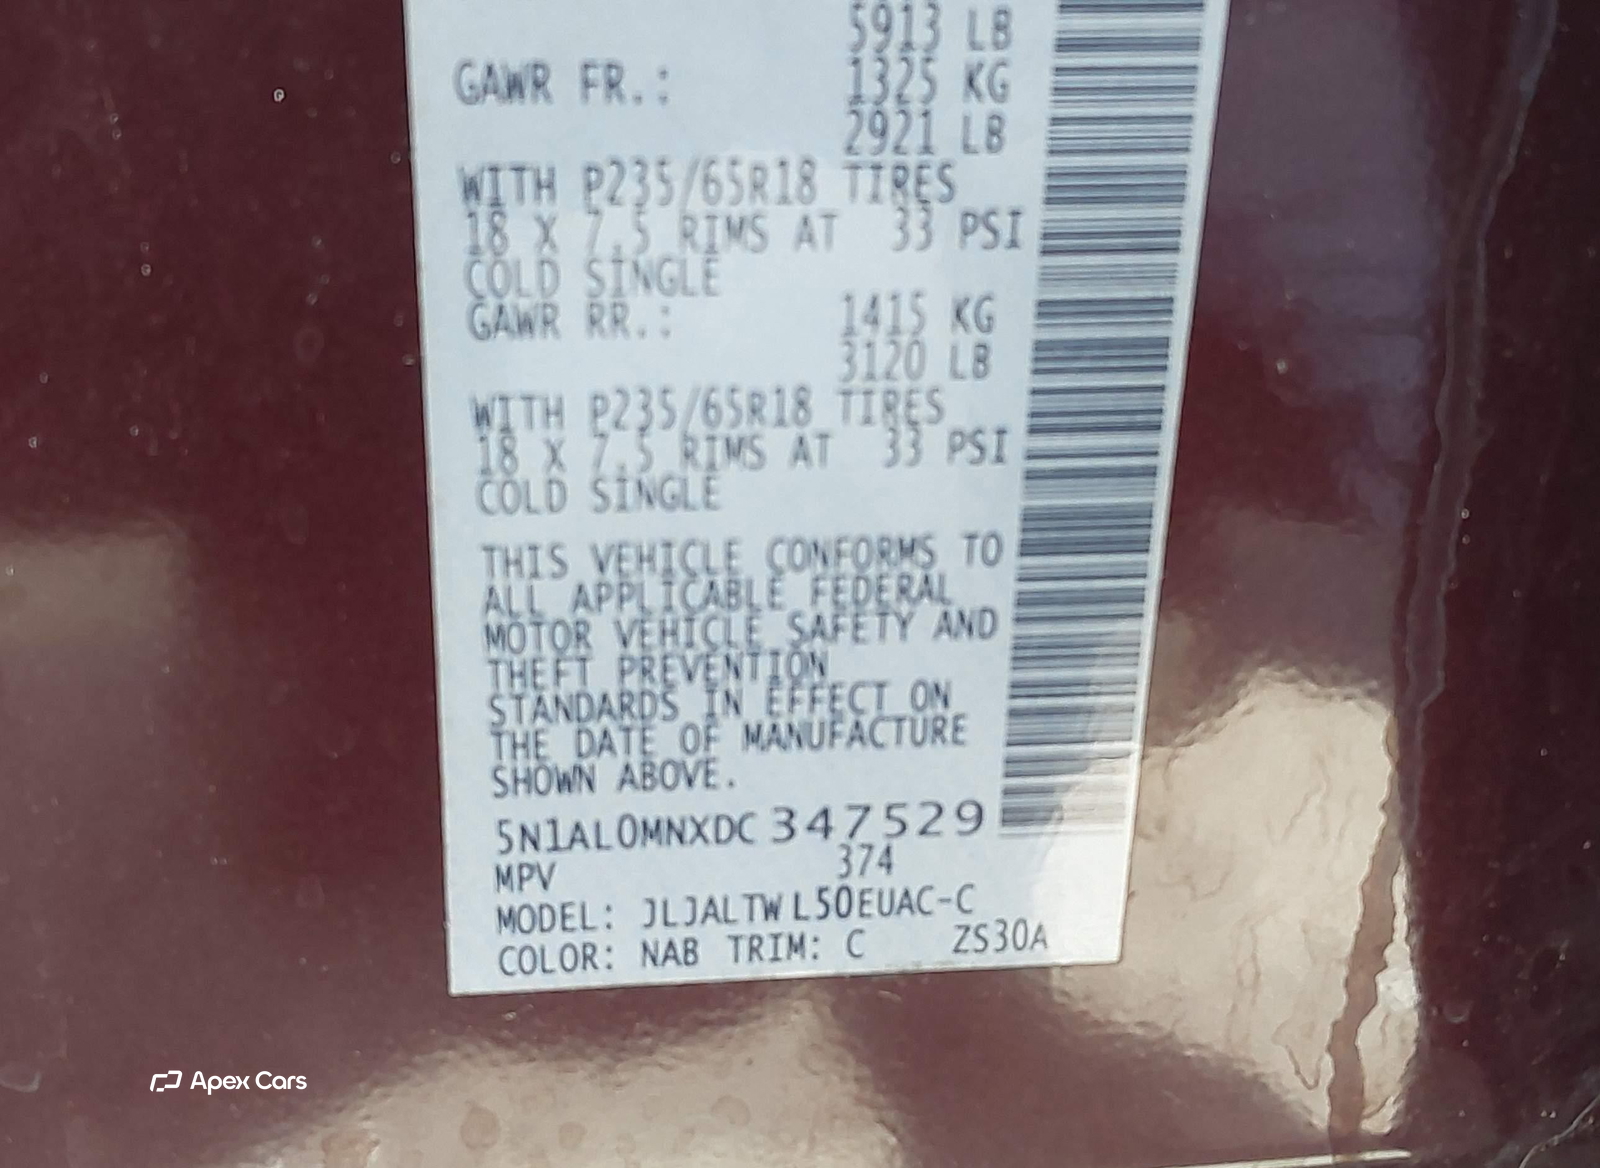 5913 LB
GAWR FR.: 1325 KG
2921 LB
WITH P235/65R18 TIRES
18 X 7.5 RIMS AT 33 PSI
COLD SINGLE
GAWR RR.: 1415 KG
3120 LB
WITH P235/65R18 TIRES
18 X 7.5 RIMS AT 33 PSI
COLD SINGLE
THIS VEHICLE CONFORMS TO
ALL APPLICABLE FEDERAL
MOTOR VEHICLE SAFETY AND
THEFT PREVENTION
STANDARDS IN EFFECT ON
THE DATE OF MANUFACTURE
SHOWN ABOVE.
5N1AL0MNXDC347529
MPV 374
MODEL: JLJALTWL50EUAC-C
COLOR: NAB TRIM: C ZS30A
Apex Cars